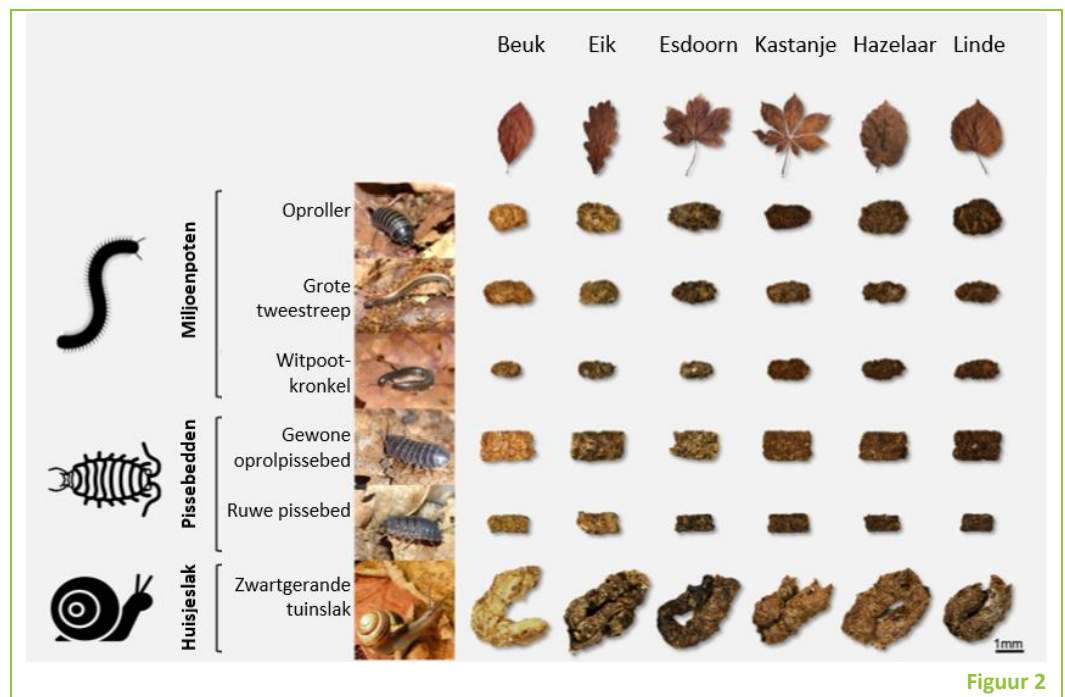 Beuk Eik Esdoorn Kastanje Hazelaar Linde
Miljoenpoten
Oproller
Grote
tweestreep
Witpoot-
kronkel
Pissebedden
Gewone
oprolpissebed
Ruwe pissebed
Huisjeslak
Zwartgerande
tuinslak
1mm
Figuur 2